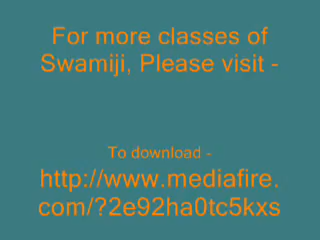 For more classes of
Swamiji, Please visit -
To download -
http://www.mediafire.
com/?2e92ha0tc5kxs